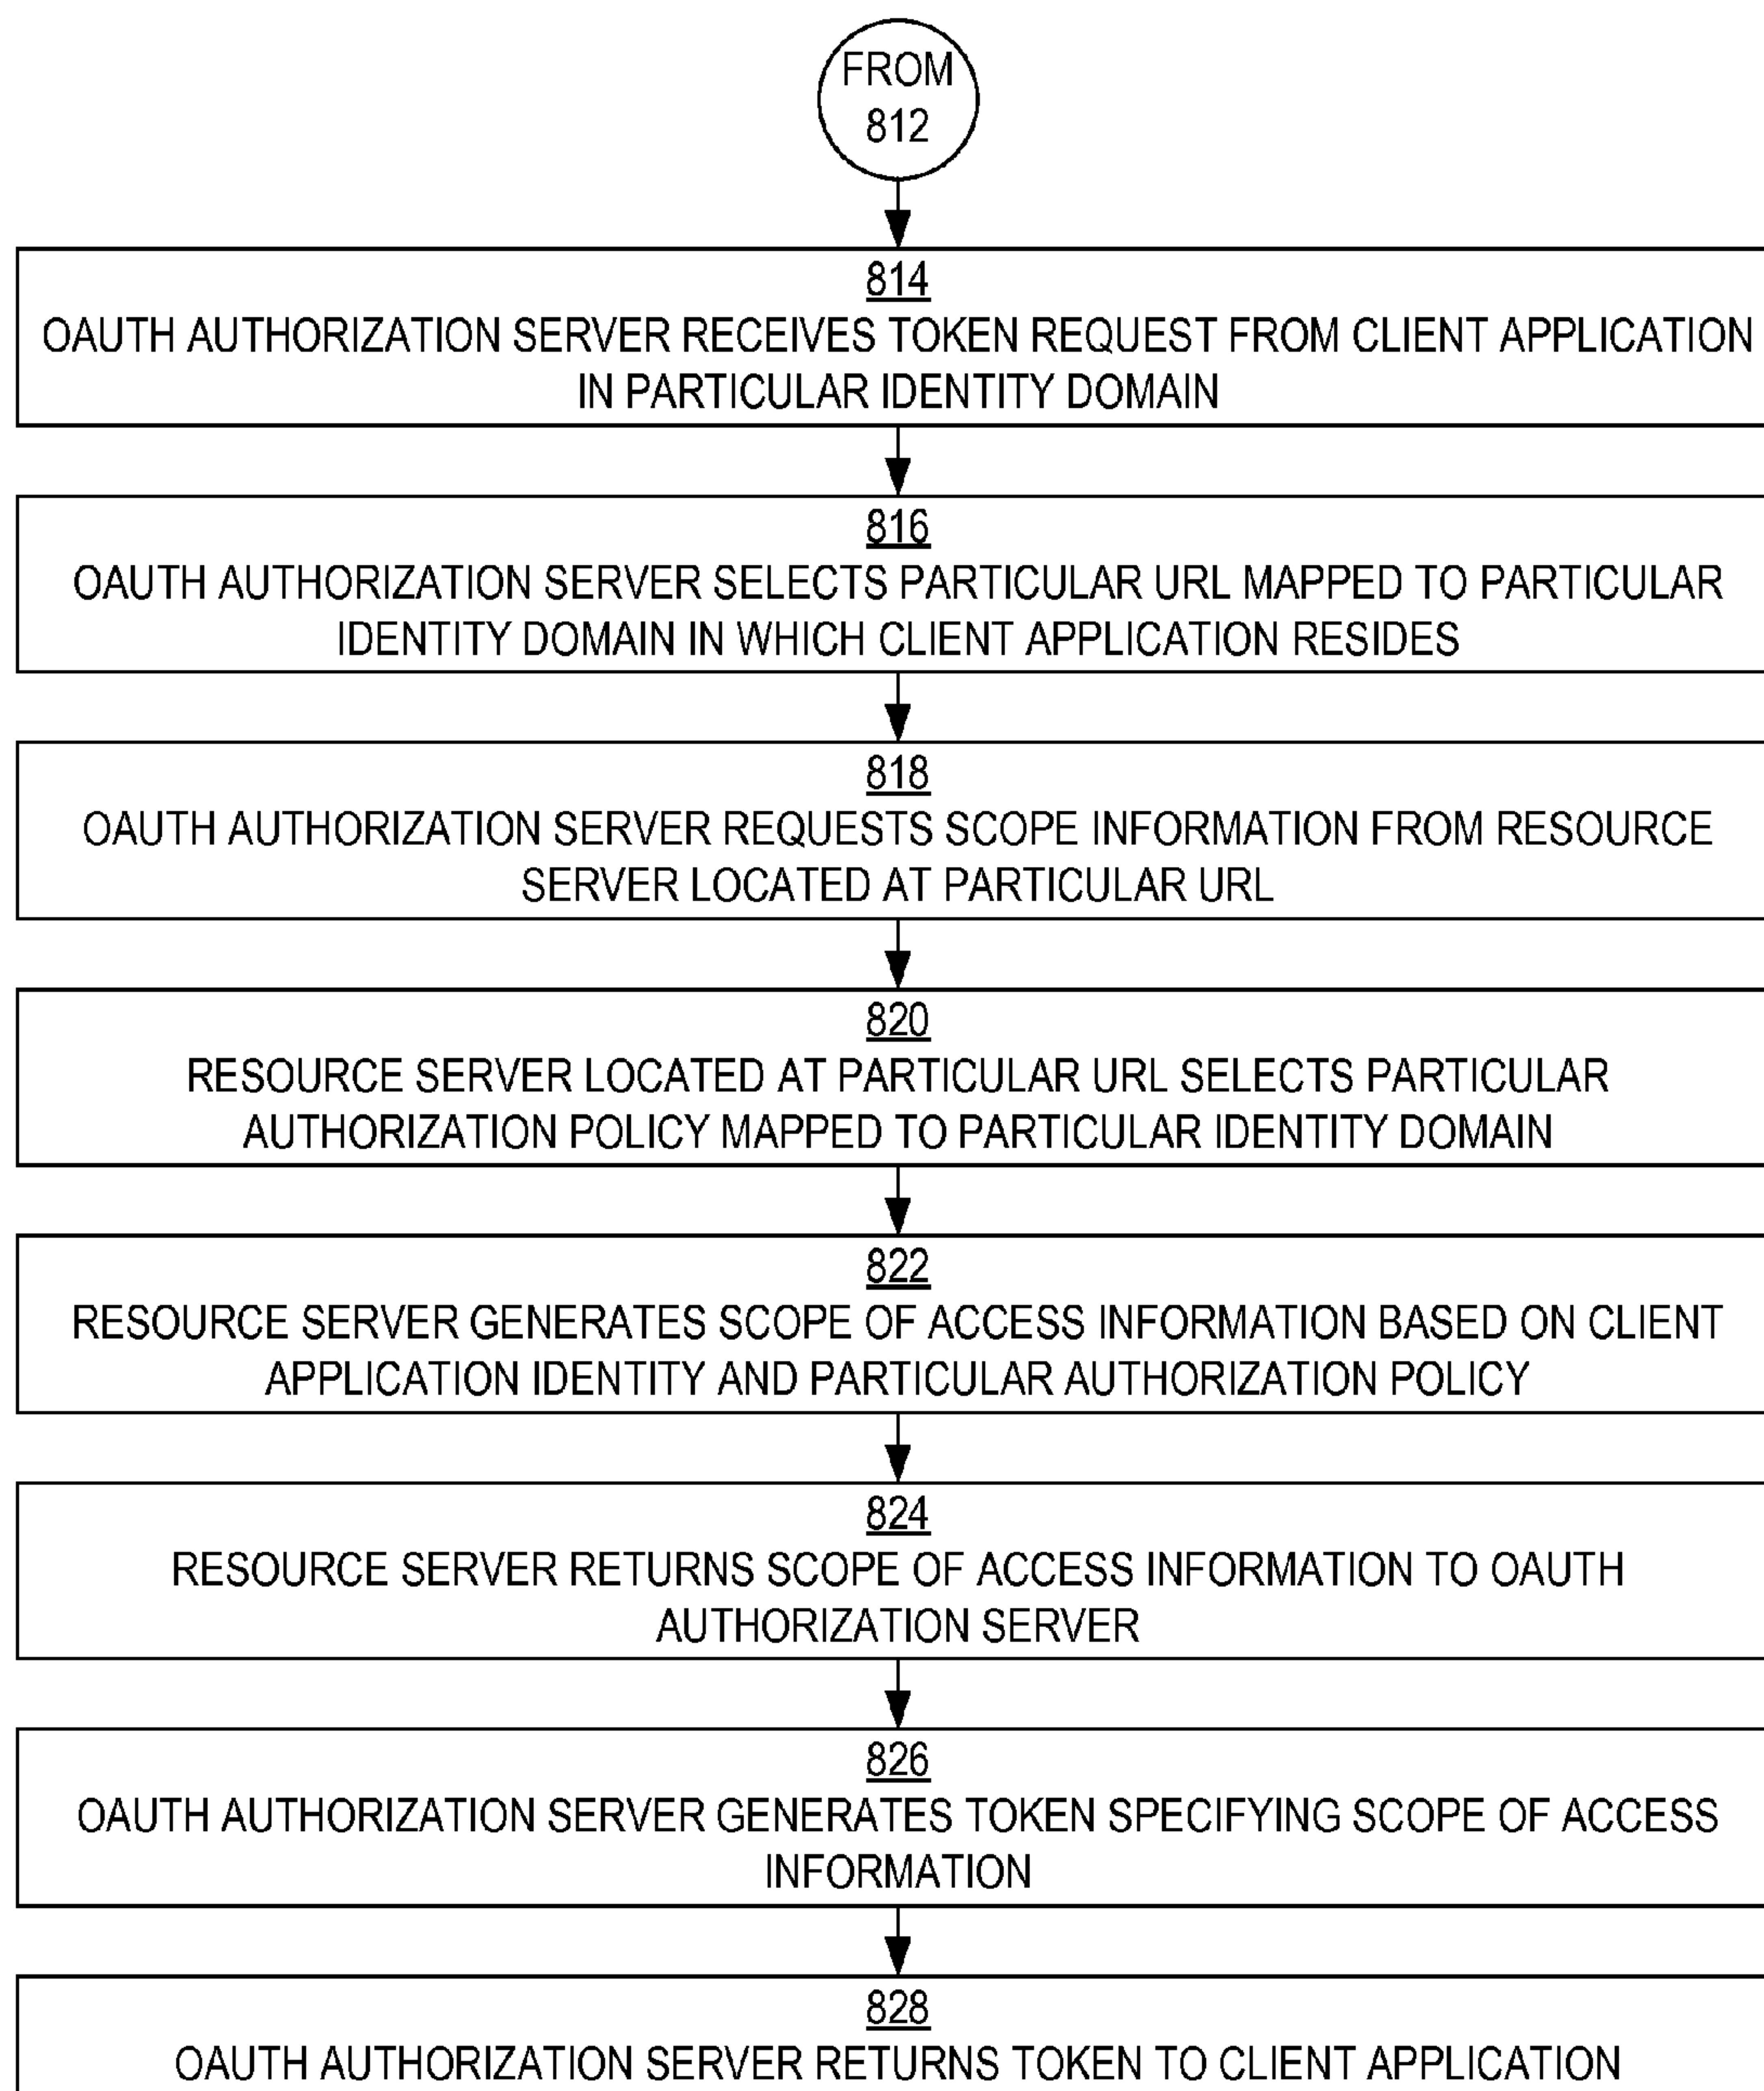 FROM
812
814
OAUTH AUTHORIZATION SERVER RECEIVES TOKEN REQUEST FROM CLIENT APPLICATION
IN PARTICULAR IDENTITY DOMAIN
816
OAUTH AUTHORIZATION SERVER SELECTS PARTICULAR URL MAPPED TO PARTICULAR
IDENTITY DOMAIN IN WHICH CLIENT APPLICATION RESIDES
818
OAUTH AUTHORIZATION SERVER REQUESTS SCOPE INFORMATION FROM RESOURCE
SERVER LOCATED AT PARTICULAR URL
820
RESOURCE SERVER LOCATED AT PARTICULAR URL SELECTS PARTICULAR
AUTHORIZATION POLICY MAPPED TO PARTICULAR IDENTITY DOMAIN
822
RESOURCE SERVER GENERATES SCOPE OF ACCESS INFORMATION BASED ON CLIENT
APPLICATION IDENTITY AND PARTICULAR AUTHORIZATION POLICY
824
RESOURCE SERVER RETURNS SCOPE OF ACCESS INFORMATION TO OAUTH
AUTHORIZATION SERVER
826
OAUTH AUTHORIZATION SERVER GENERATES TOKEN SPECIFYING SCOPE OF ACCESS
INFORMATION
828
OAUTH AUTHORIZATION SERVER RETURNS TOKEN TO CLIENT APPLICATION